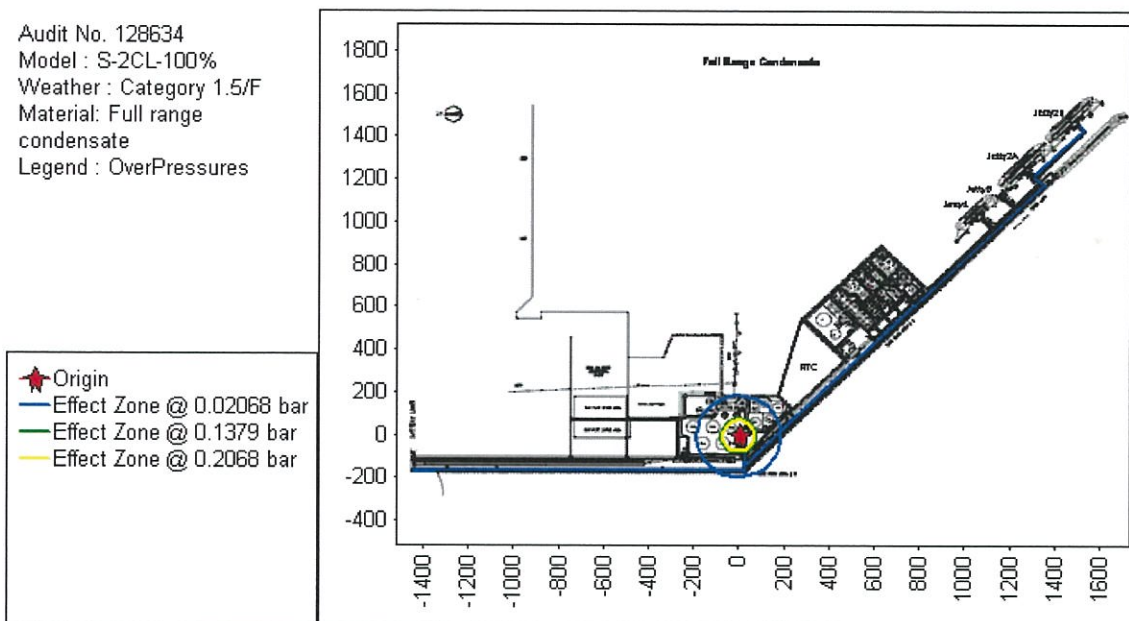 Audit No. 128634
Model : S-2CL-100%
Weather : Category 1.5/F
Material: Full range
condensate
Legend : OverPressures
Origin
Effect Zone @ 0.02068 bar
Effect Zone @ 0.1379 bar
Effect Zone @ 0.2068 bar
Full Range Condensate
1800
1600
1400
1200
1000
800
600
400
200
0
-200
-400
Jetty2B
Jetty2A
RTC
-1400
-1200
-1000
-800
-600
-400
-200
0
200
400
600
800
1000
1200
1400
1600